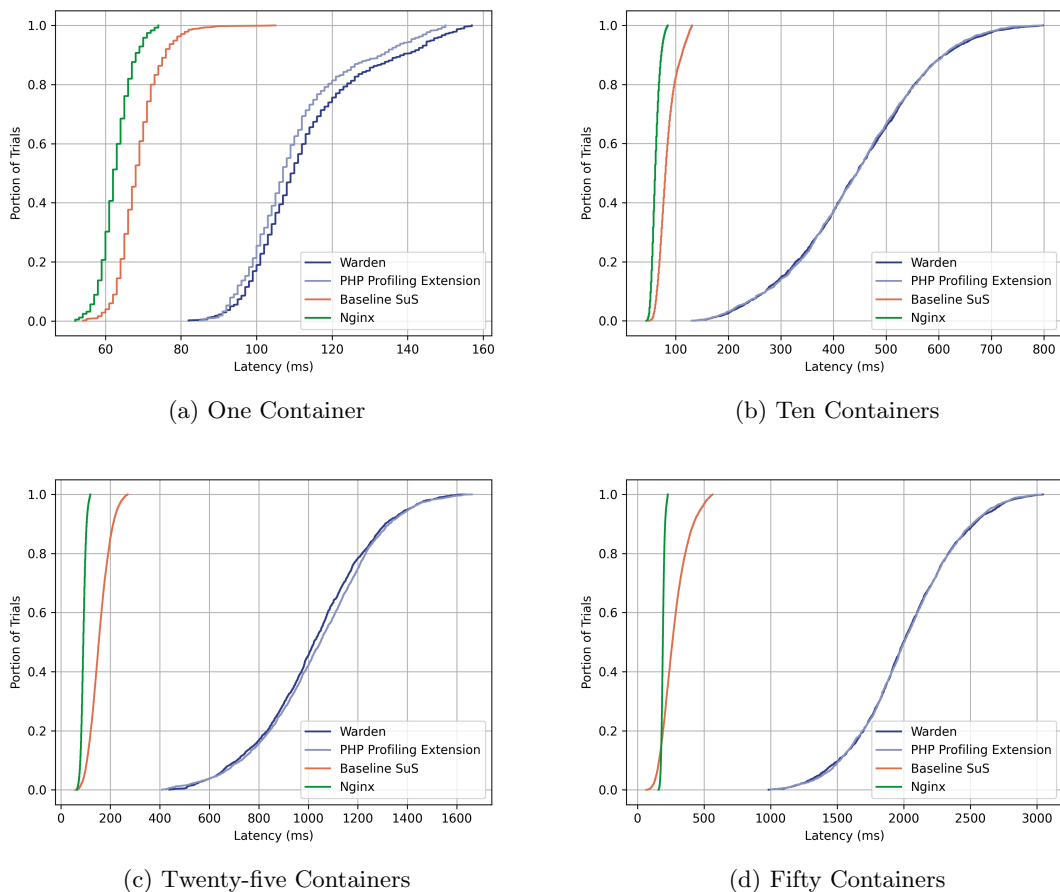 1.0
0.8
0.6
0.4
0.2
0.0
Portion of Trials
60 80 100 120 140 160
Latency (ms)
Warden
PHP Profiling Extension
Baseline SuS
Nginx
(a) One Container
1.0
0.8
0.6
0.4
0.2
0.0
Portion of Trials
100 200 300 400 500 600 700 800
Latency (ms)
Warden
PHP Profiling Extension
Baseline SuS
Nginx
(b) Ten Containers
1.0
0.8
0.6
0.4
0.2
0.0
Portion of Trials
0 200 400 600 800 1000 1200 1400 1600
Latency (ms)
Warden
PHP Profiling Extension
Baseline SuS
Nginx
(c) Twenty-five Containers
1.0
0.8
0.6
0.4
0.2
0.0
Portion of Trials
0 500 1000 1500 2000 2500 3000
Latency (ms)
Warden
PHP Profiling Extension
Baseline SuS
Nginx
(d) Fifty Containers